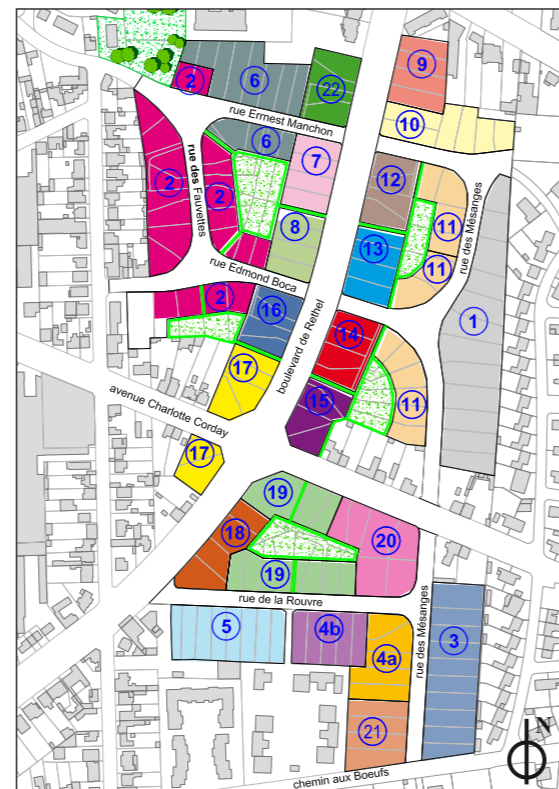 9
2
6
22
10
rue Errnest Manchon
6
7
12
2
rue des Fauvettes
2
11
rue des Mésanges
8
13
11
rue Edmond Boca
2
16
boulevard de Rethel
14
1
17
15
11
avenue Charlotte Corday
17
19
18
20
19
rue de la Rouvre
5
4b
4a
rue des Mésanges
3
21
N
chemin aux Boeufs